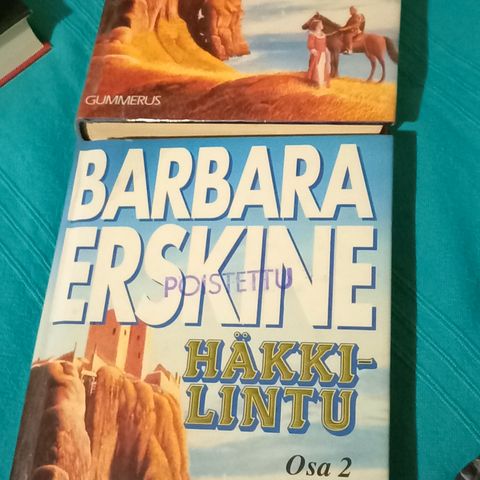 GUMMERUS
BARBARA
ERSKINE
POISTETTU
HÄKKI-
LINTU
Osa 2